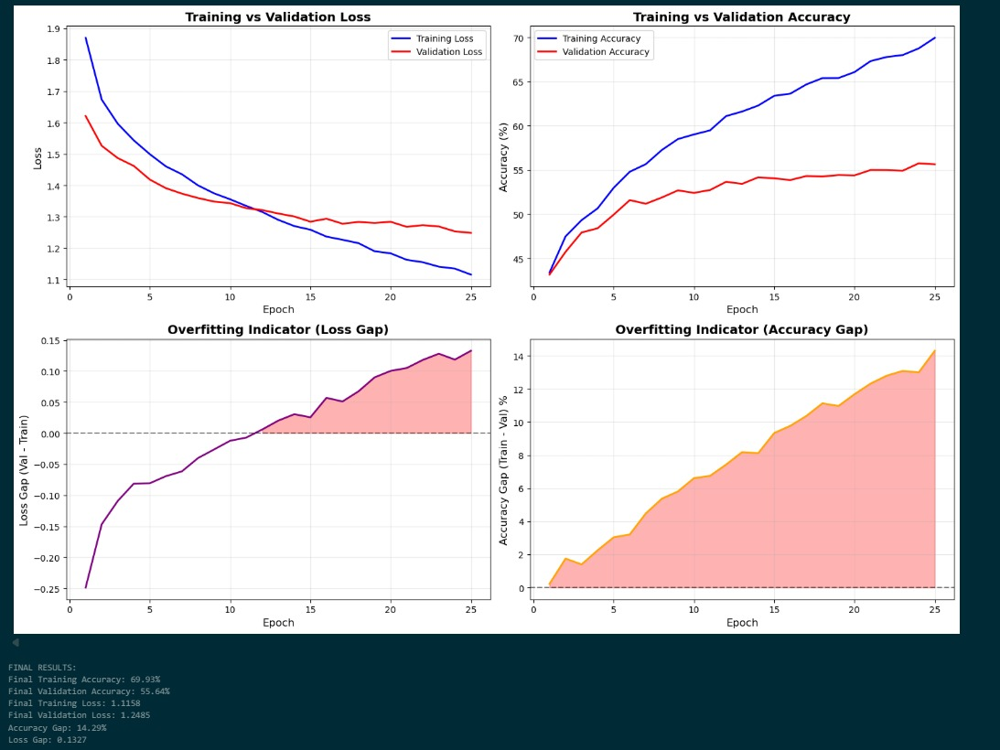 Training vs Validation Loss
Loss
1.9
1.8
1.7
1.6
1.5
1.4
1.3
1.2
1.1
Training Loss
Validation Loss
0 5 10 15 20 25
Epoch
Training vs Validation Accuracy
Accuracy (%)
70
65
60
55
50
45
Training Accuracy
Validation Accuracy
0 5 10 15 20 25
Epoch
Overfitting Indicator (Loss Gap)
Loss Gap (Val - Train)
0.15
0.10
0.05
0.00
−0.05
−0.10
−0.15
−0.20
−0.25
0 5 10 15 20 25
Epoch
Overfitting Indicator (Accuracy Gap)
Accuracy Gap (Train - Val) %
14
12
10
8
6
4
2
0
0 5 10 15 20 25
Epoch
FINAL RESULTS:
Final Training Accuracy: 69.93%
Final Validation Accuracy: 55.64%
Final Training Loss: 1.1158
Final Validation Loss: 1.2485
Accuracy Gap: 14.29%
Loss Gap: 0.1327